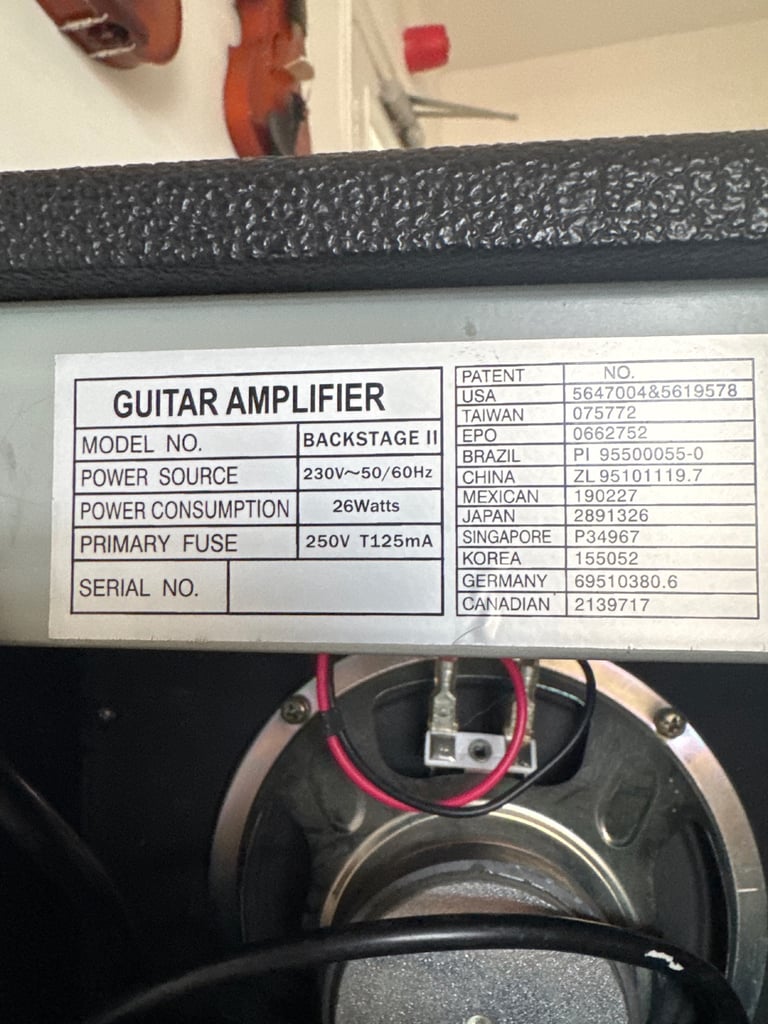 GUITAR AMPLIFIER
MODEL NO. BACKSTAGE II
POWER SOURCE 230V~50/60Hz
POWER CONSUMPTION 26Watts
PRIMARY FUSE 250V T125mA
SERIAL NO.
PATENT NO.
USA 5647004&5619578
TAIWAN 075772
EPO 0662752
BRAZIL PI 95500055-0
CHINA ZL 95101119.7
MEXICAN 190227
JAPAN 2891326
SINGAPORE P34967
KOREA 155052
GERMANY 69510380.6
CANADIAN 2139717